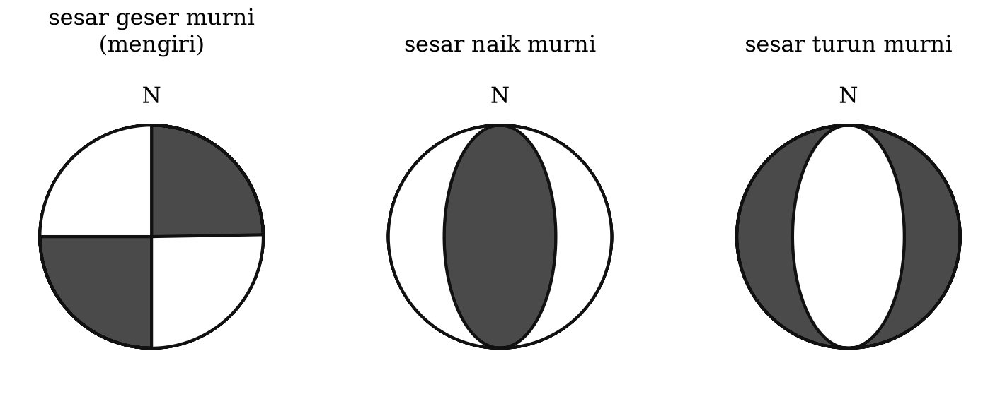 sesar geser murni
(mengiri)
N
sesar naik murni
N
sesar turun murni
N